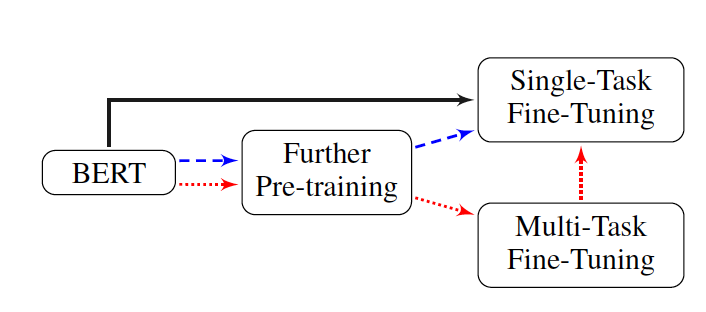 Single-Task
Fine-Tuning
BERT
Further
Pre-training
Multi-Task
Fine-Tuning